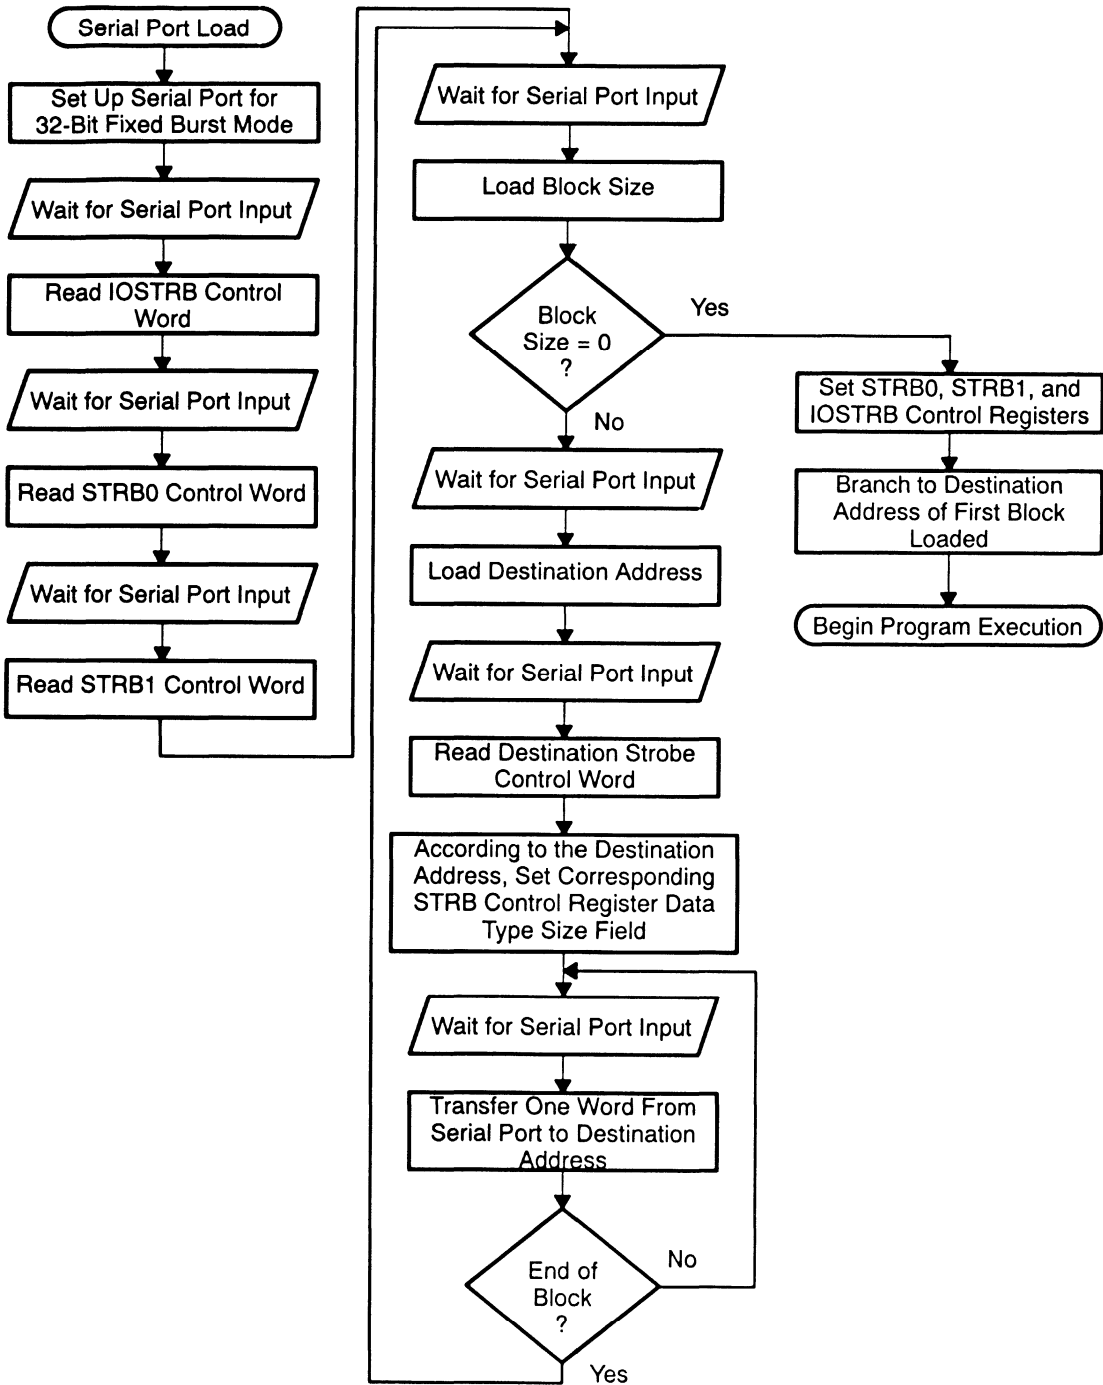 Serial Port Load
Set Up Serial Port for
32-Bit Fixed Burst Mode
Wait for Serial Port Input
Read IOSTRB Control
Word
Wait for Serial Port Input
Read STRB0 Control Word
Wait for Serial Port Input
Read STRB1 Control Word
Wait for Serial Port Input
Load Block Size
Block
Size = 0
?
Yes
No
Wait for Serial Port Input
Load Destination Address
Wait for Serial Port Input
Read Destination Strobe
Control Word
According to the Destination
Address, Set Corresponding
STRB Control Register Data
Type Size Field
Wait for Serial Port Input
Transfer One Word From
Serial Port to Destination
Address
End of
Block
?
No
Yes
Set STRB0, STRB1, and
IOSTRB Control Registers
Branch to Destination
Address of First Block
Loaded
Begin Program Execution